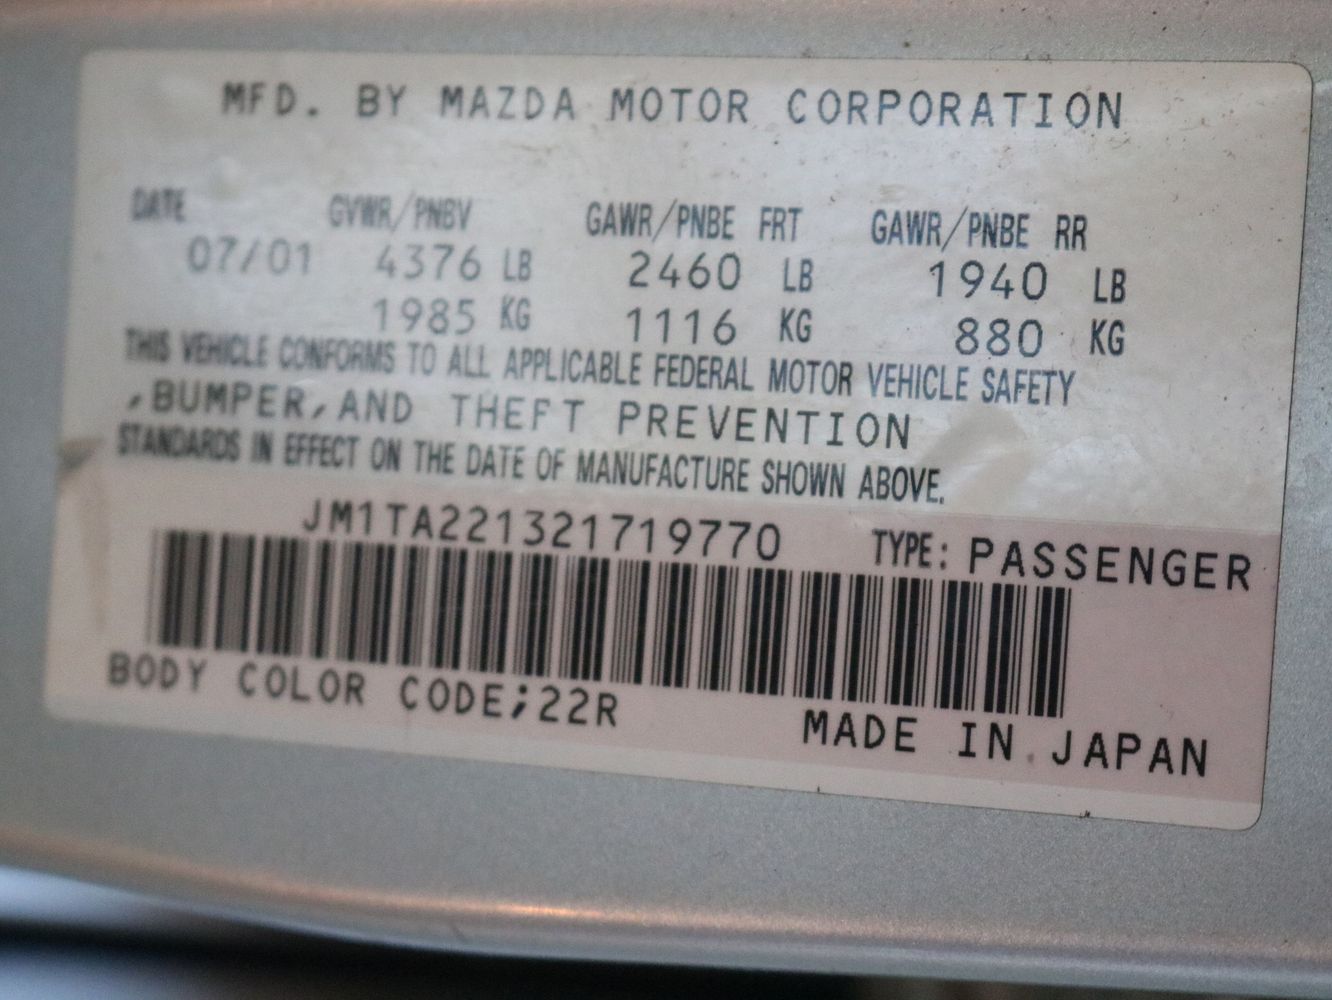 MFD. BY MAZDA MOTOR CORPORATION
DATE GVWR/PNBV GAWR/PNBE FRT GAWR/PNBE RR
07/01 4376 LB 2460 LB 1940 LB
1985 KG 1116 KG 880 KG
THIS VEHICLE CONFORMS TO ALL APPLICABLE FEDERAL MOTOR VEHICLE SAFETY
,BUMPER,AND THEFT PREVENTION
STANDARDS IN EFFECT ON THE DATE OF MANUFACTURE SHOWN ABOVE.
JM1TA221321719770 TYPE: PASSENGER
BODY COLOR CODE;22R
MADE IN JAPAN